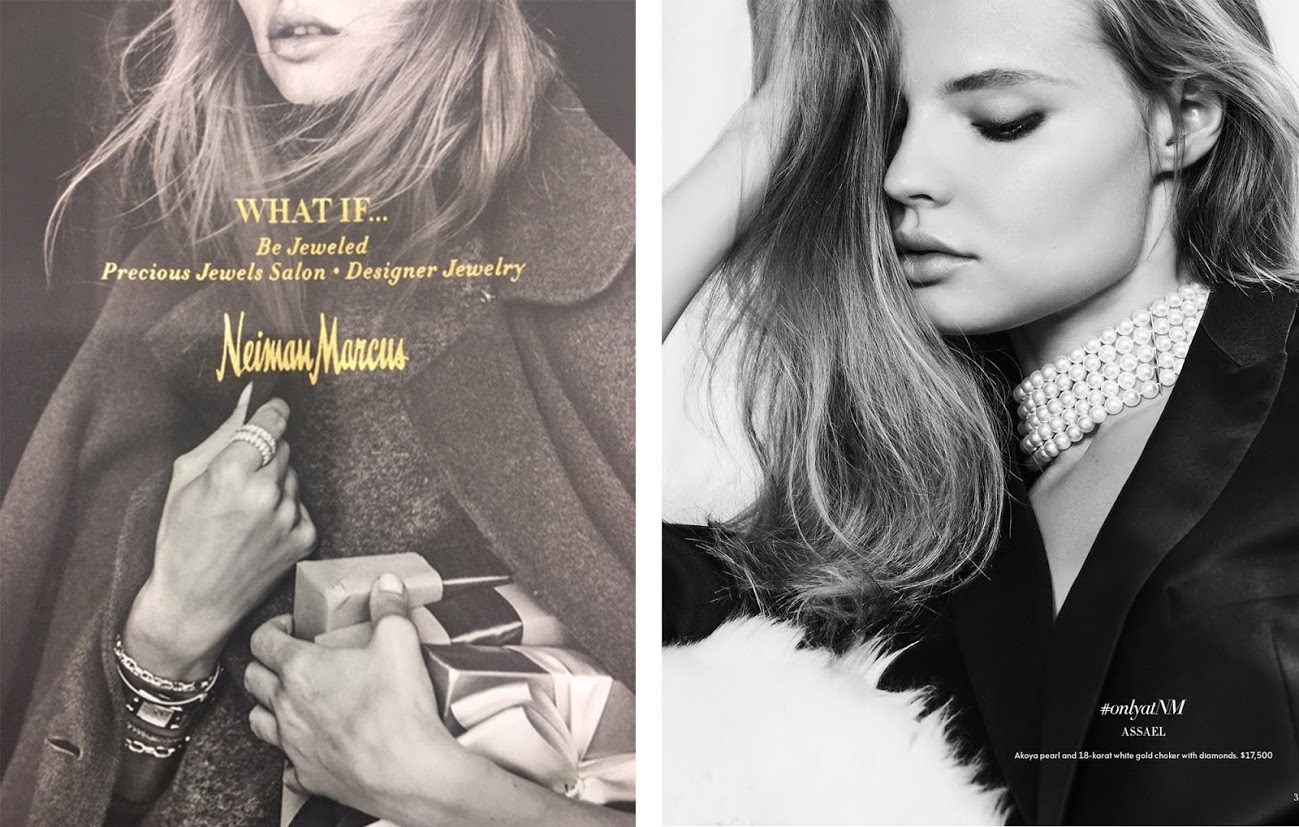 WHAT IF...
Be Jeweled
Precious Jewels Salon • Designer Jewelry
Neiman Marcus
#onlyatNM
ASSAEL
Akoya pearl and 18-karat white gold choker with diamonds. $17,500
3